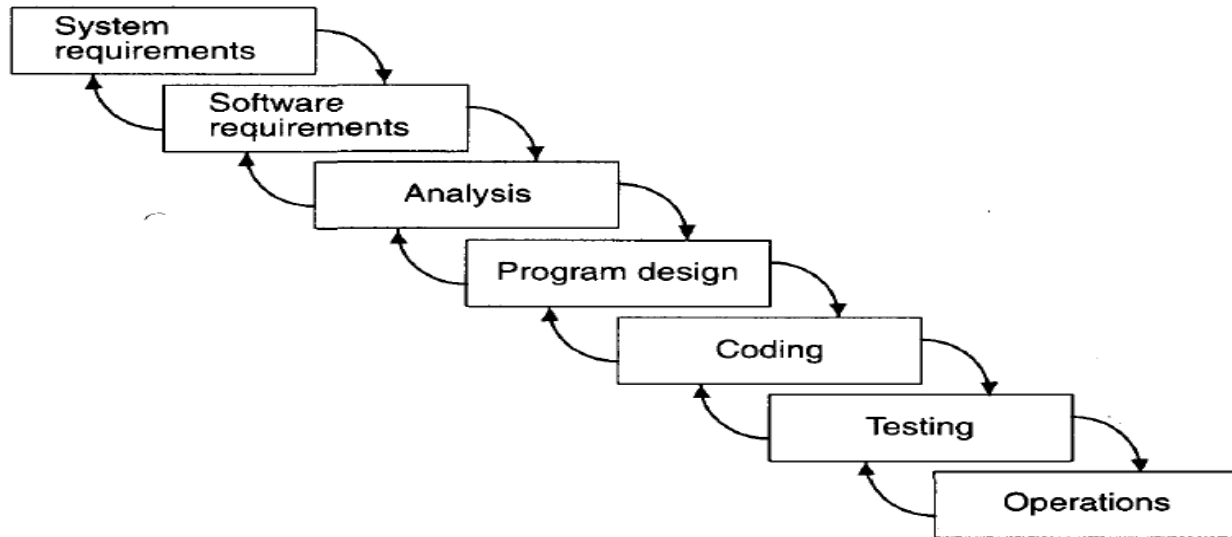 System
requirements
Software
requirements
Analysis
Program design
Coding
Testing
Operations